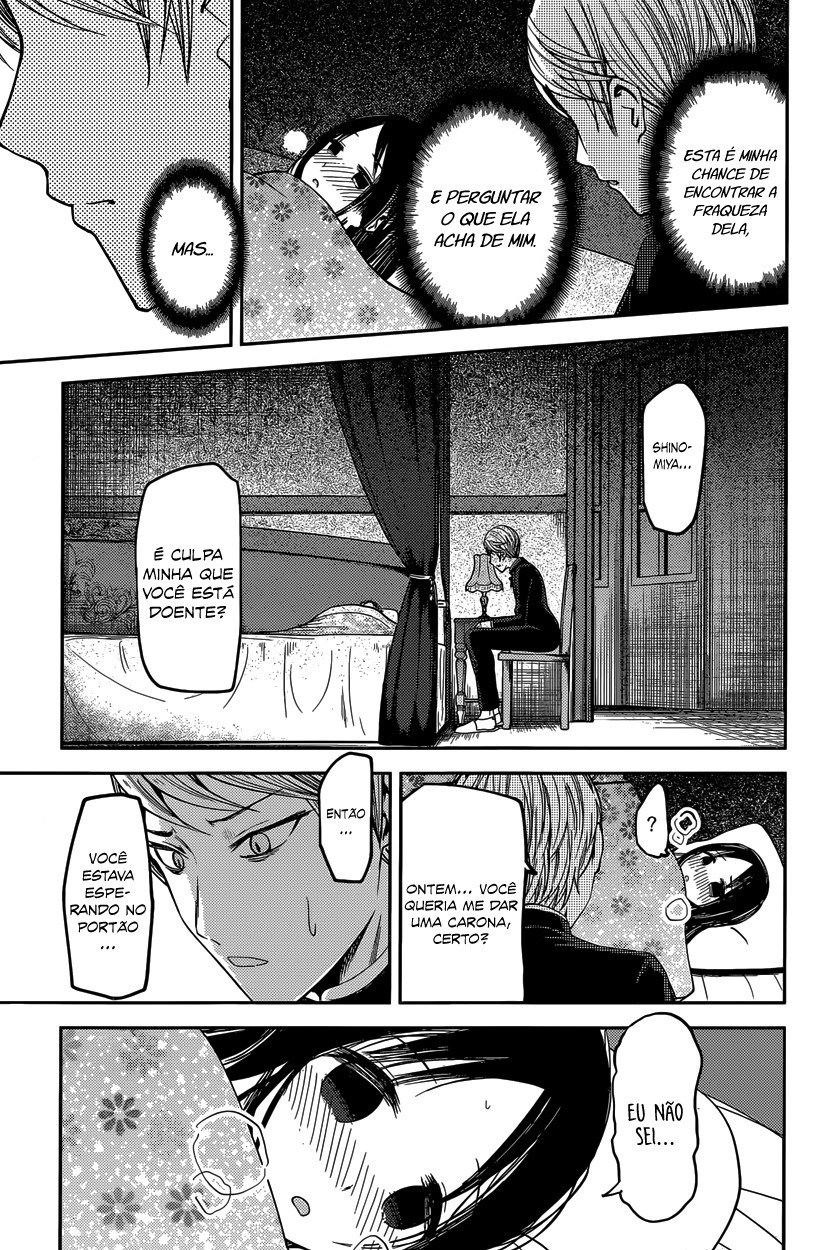 ESTA É MINHA
CHANCE DE
ENCONTRAR A
FRAQUEZA
DELA,
E PERGUNTAR
O QUE ELA
ACHA DE MIM.
MAS...
SHINO-
MIYA...
É CULPA
MINHA QUE
VOCÊ ESTÁ
DOENTE?
?
ONTEM... VOCÊ
QUERIA ME DAR
UMA CARONA,
CERTO?
ENTÃO
...
VOCÊ
ESTAVA
ESPE-
RANDO NO
PORTÃO
...
EU NÃO
SEI...